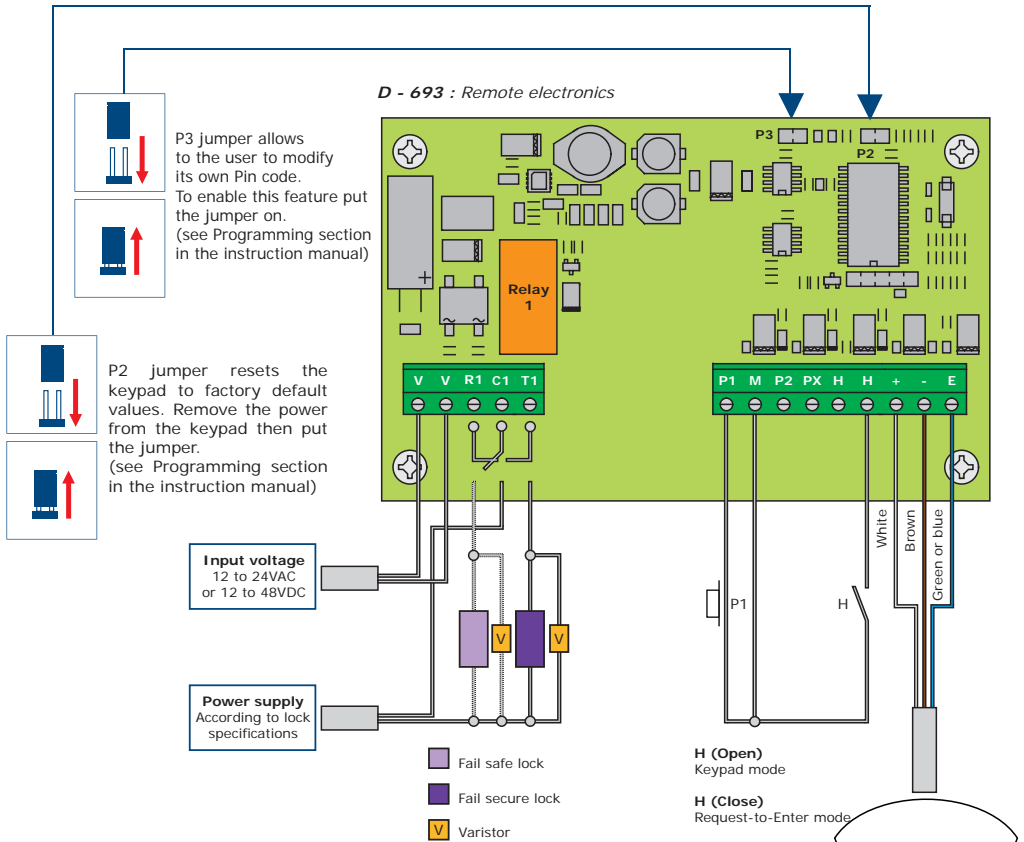 D - 693 : Remote electronics
P3 jumper allows
to the user to modify
its own Pin code.
To enable this feature put
the jumper on.
(see Programming section
in the instruction manual)
P2 jumper resets the
keypad to factory default
values. Remove the power
from the keypad then put
the jumper.
(see Programming section
in the instruction manual)
P3
P2
+
Relay
1
V V R1 C1 T1
P1 M P2 PX H H + - E
Input voltage
12 to 24VAC
or 12 to 48VDC
Power supply
According to lock
specifications
V
V
P1
H
White
Brown
Green or blue
Fail safe lock
Fail secure lock
V Varistor
H (Open)
Keypad mode
H (Close)
Request-to-Enter mode